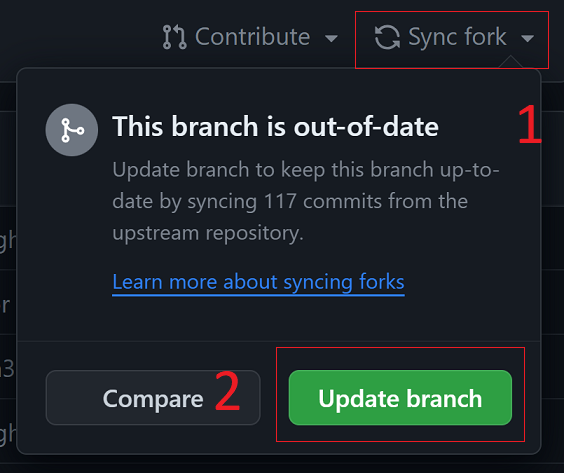 Contribute Sync fork
1
This branch is out-of-date
Update branch to keep this branch up-to-
date by syncing 117 commits from the
upstream repository.
Learn more about syncing forks
Compare 2 Update branch